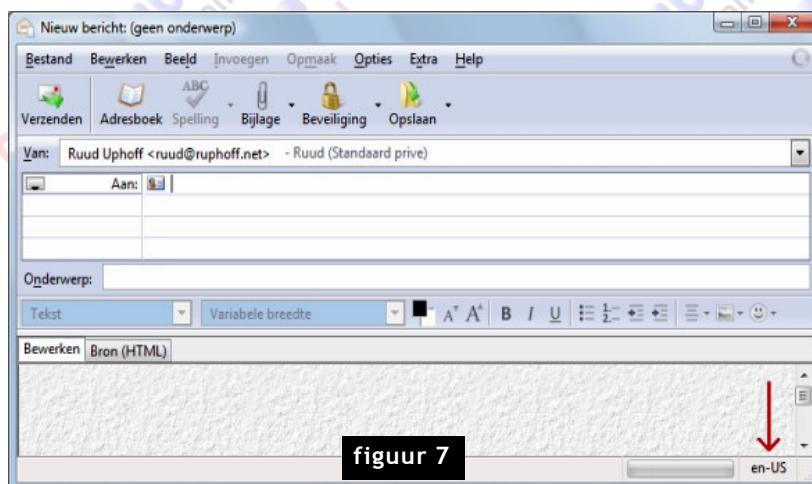 Nieuw bericht: (geen onderwerp)
Bestand Bewerken Beeld Invoegen Opmaak Opties Extra Help
ABC
Verzenden Adresboek Spelling Bijlage Beveiliging Opslaan
Van: Ruud Uphoff <ruud@ruphoff.net> - Ruud (Standaard prive)
Aan:
Onderwerp:
Tekst Variabele breedte A A B I U
Bewerken Bron (HTML)
figuur 7
en-US